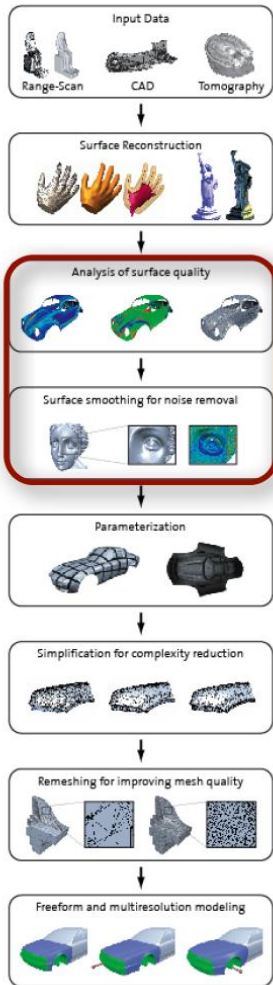 Input Data
Range-Scan CAD Tomography
Surface Reconstruction
Analysis of surface quality
Surface smoothing for noise removal
Parameterization
Simplification for complexity reduction
Remeshing for improving mesh quality
Freeform and multiresolution modeling